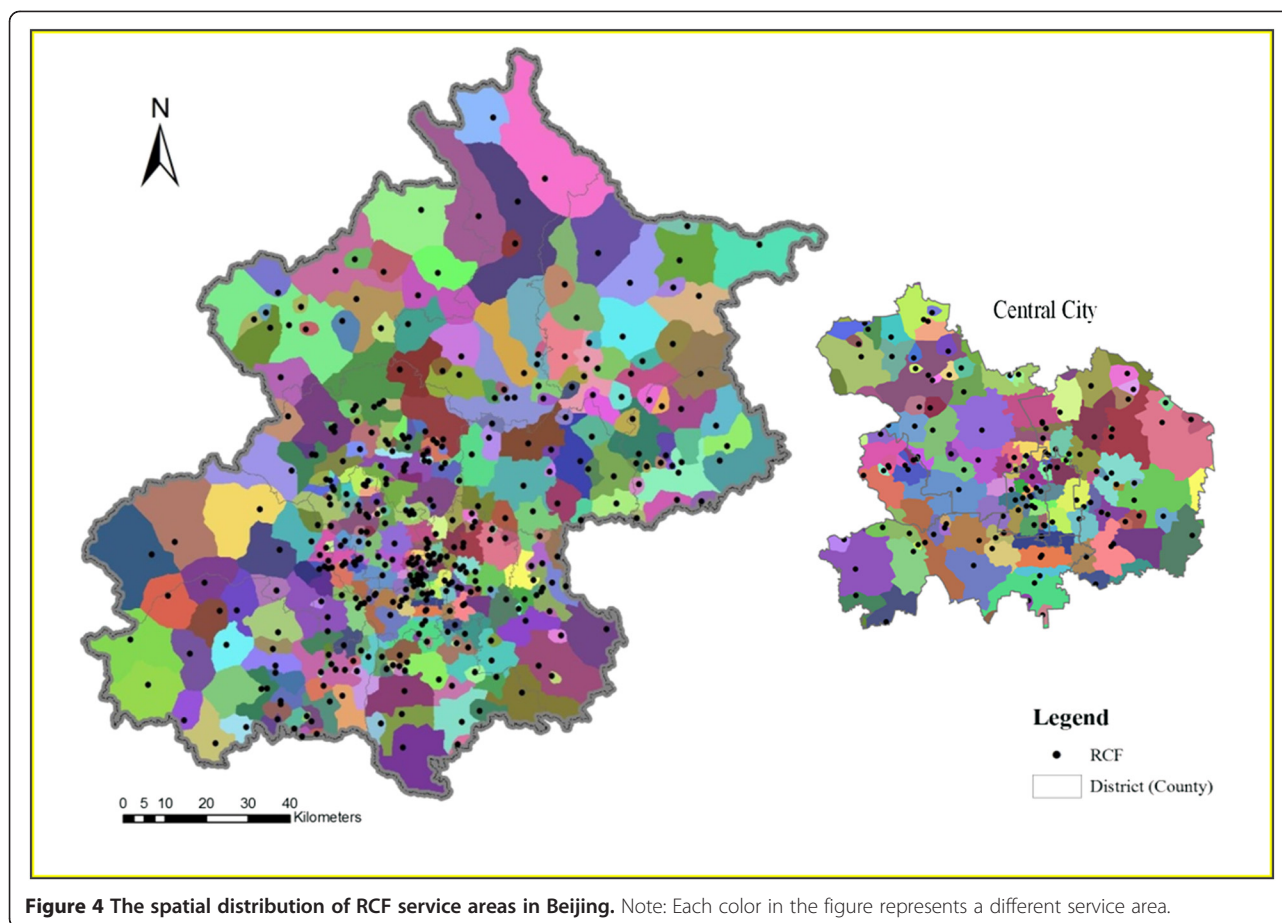 N
Central City
Legend
RCF
District (County)
0 5 10 20 30 40
Kilometers
Figure 4 The spatial distribution of RCF service areas in Beijing. Note: Each color in the figure represents a different service area.